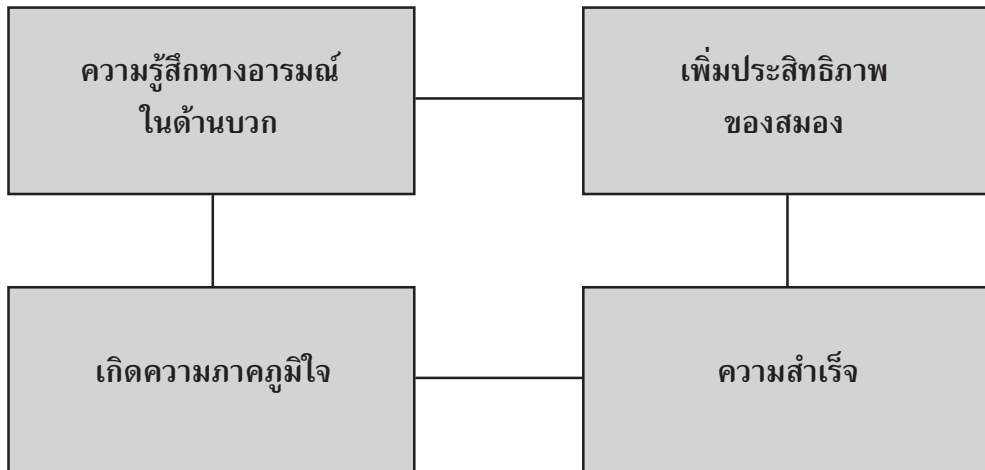 ความรู้สึกทางอารมณ์
ในด้านบวก
เพิ่มประสิทธิภาพ
ของสมอง
เกิดความภาคภูมิใจ
ความสำเร็จ